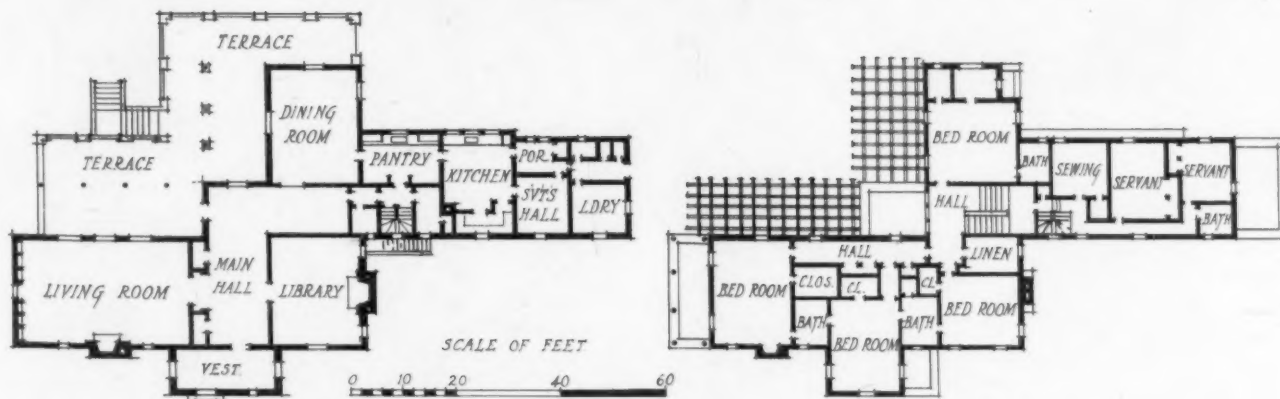 TERRACE
DINING
ROOM
TERRACE
PANTRY
KITCHEN
POR.
SVTS
HALL
LDRY
LIVING ROOM
MAIN
HALL
LIBRARY
VEST.
SCALE OF FEET
0 10 20 40 60
BED ROOM
BATH
SEWING
SERVANT
SERVANT
BATH
HALL
LINEN
HALL
BED ROOM
CLOS.
CL.
CL
BED ROOM
BATH
BED ROOM
BATH